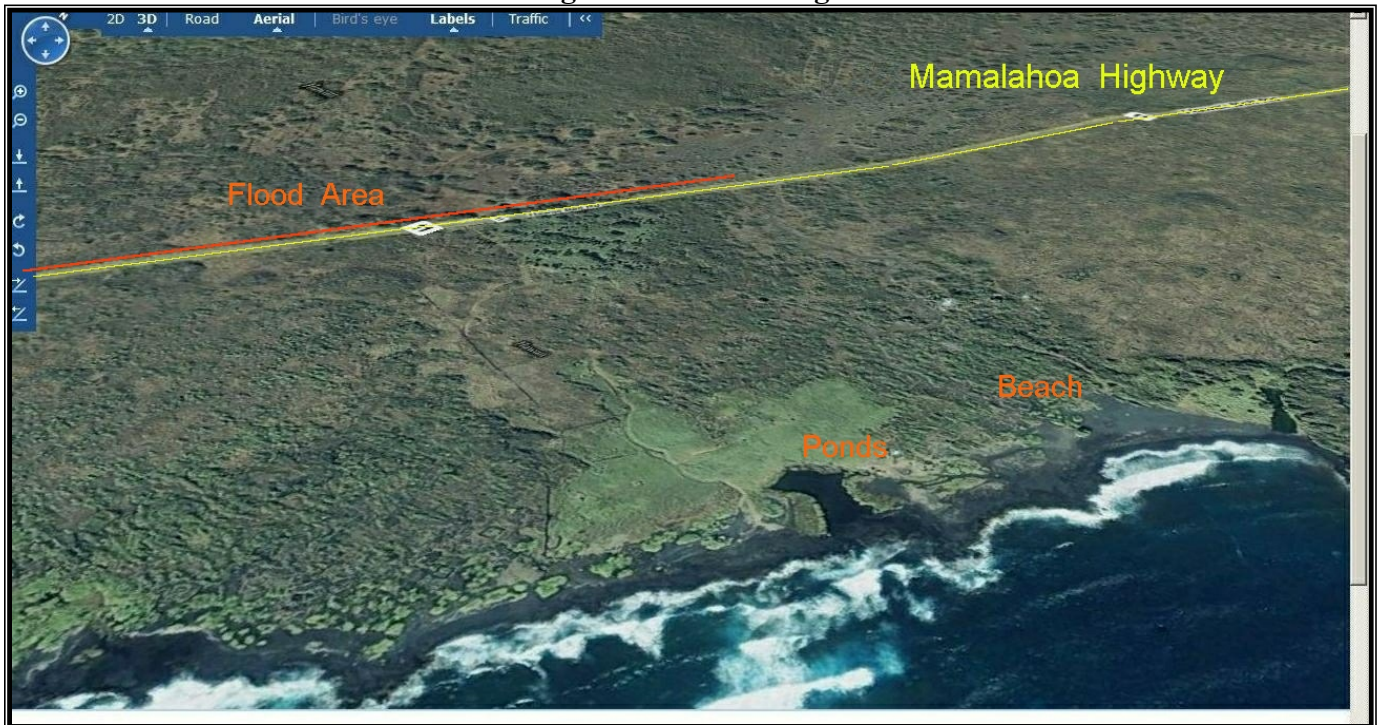 2D 3D | Road Aerial | Bird's eye Labels | Traffic | <<
Mamalahoa Highway
Flood Area
Beach
Ponds